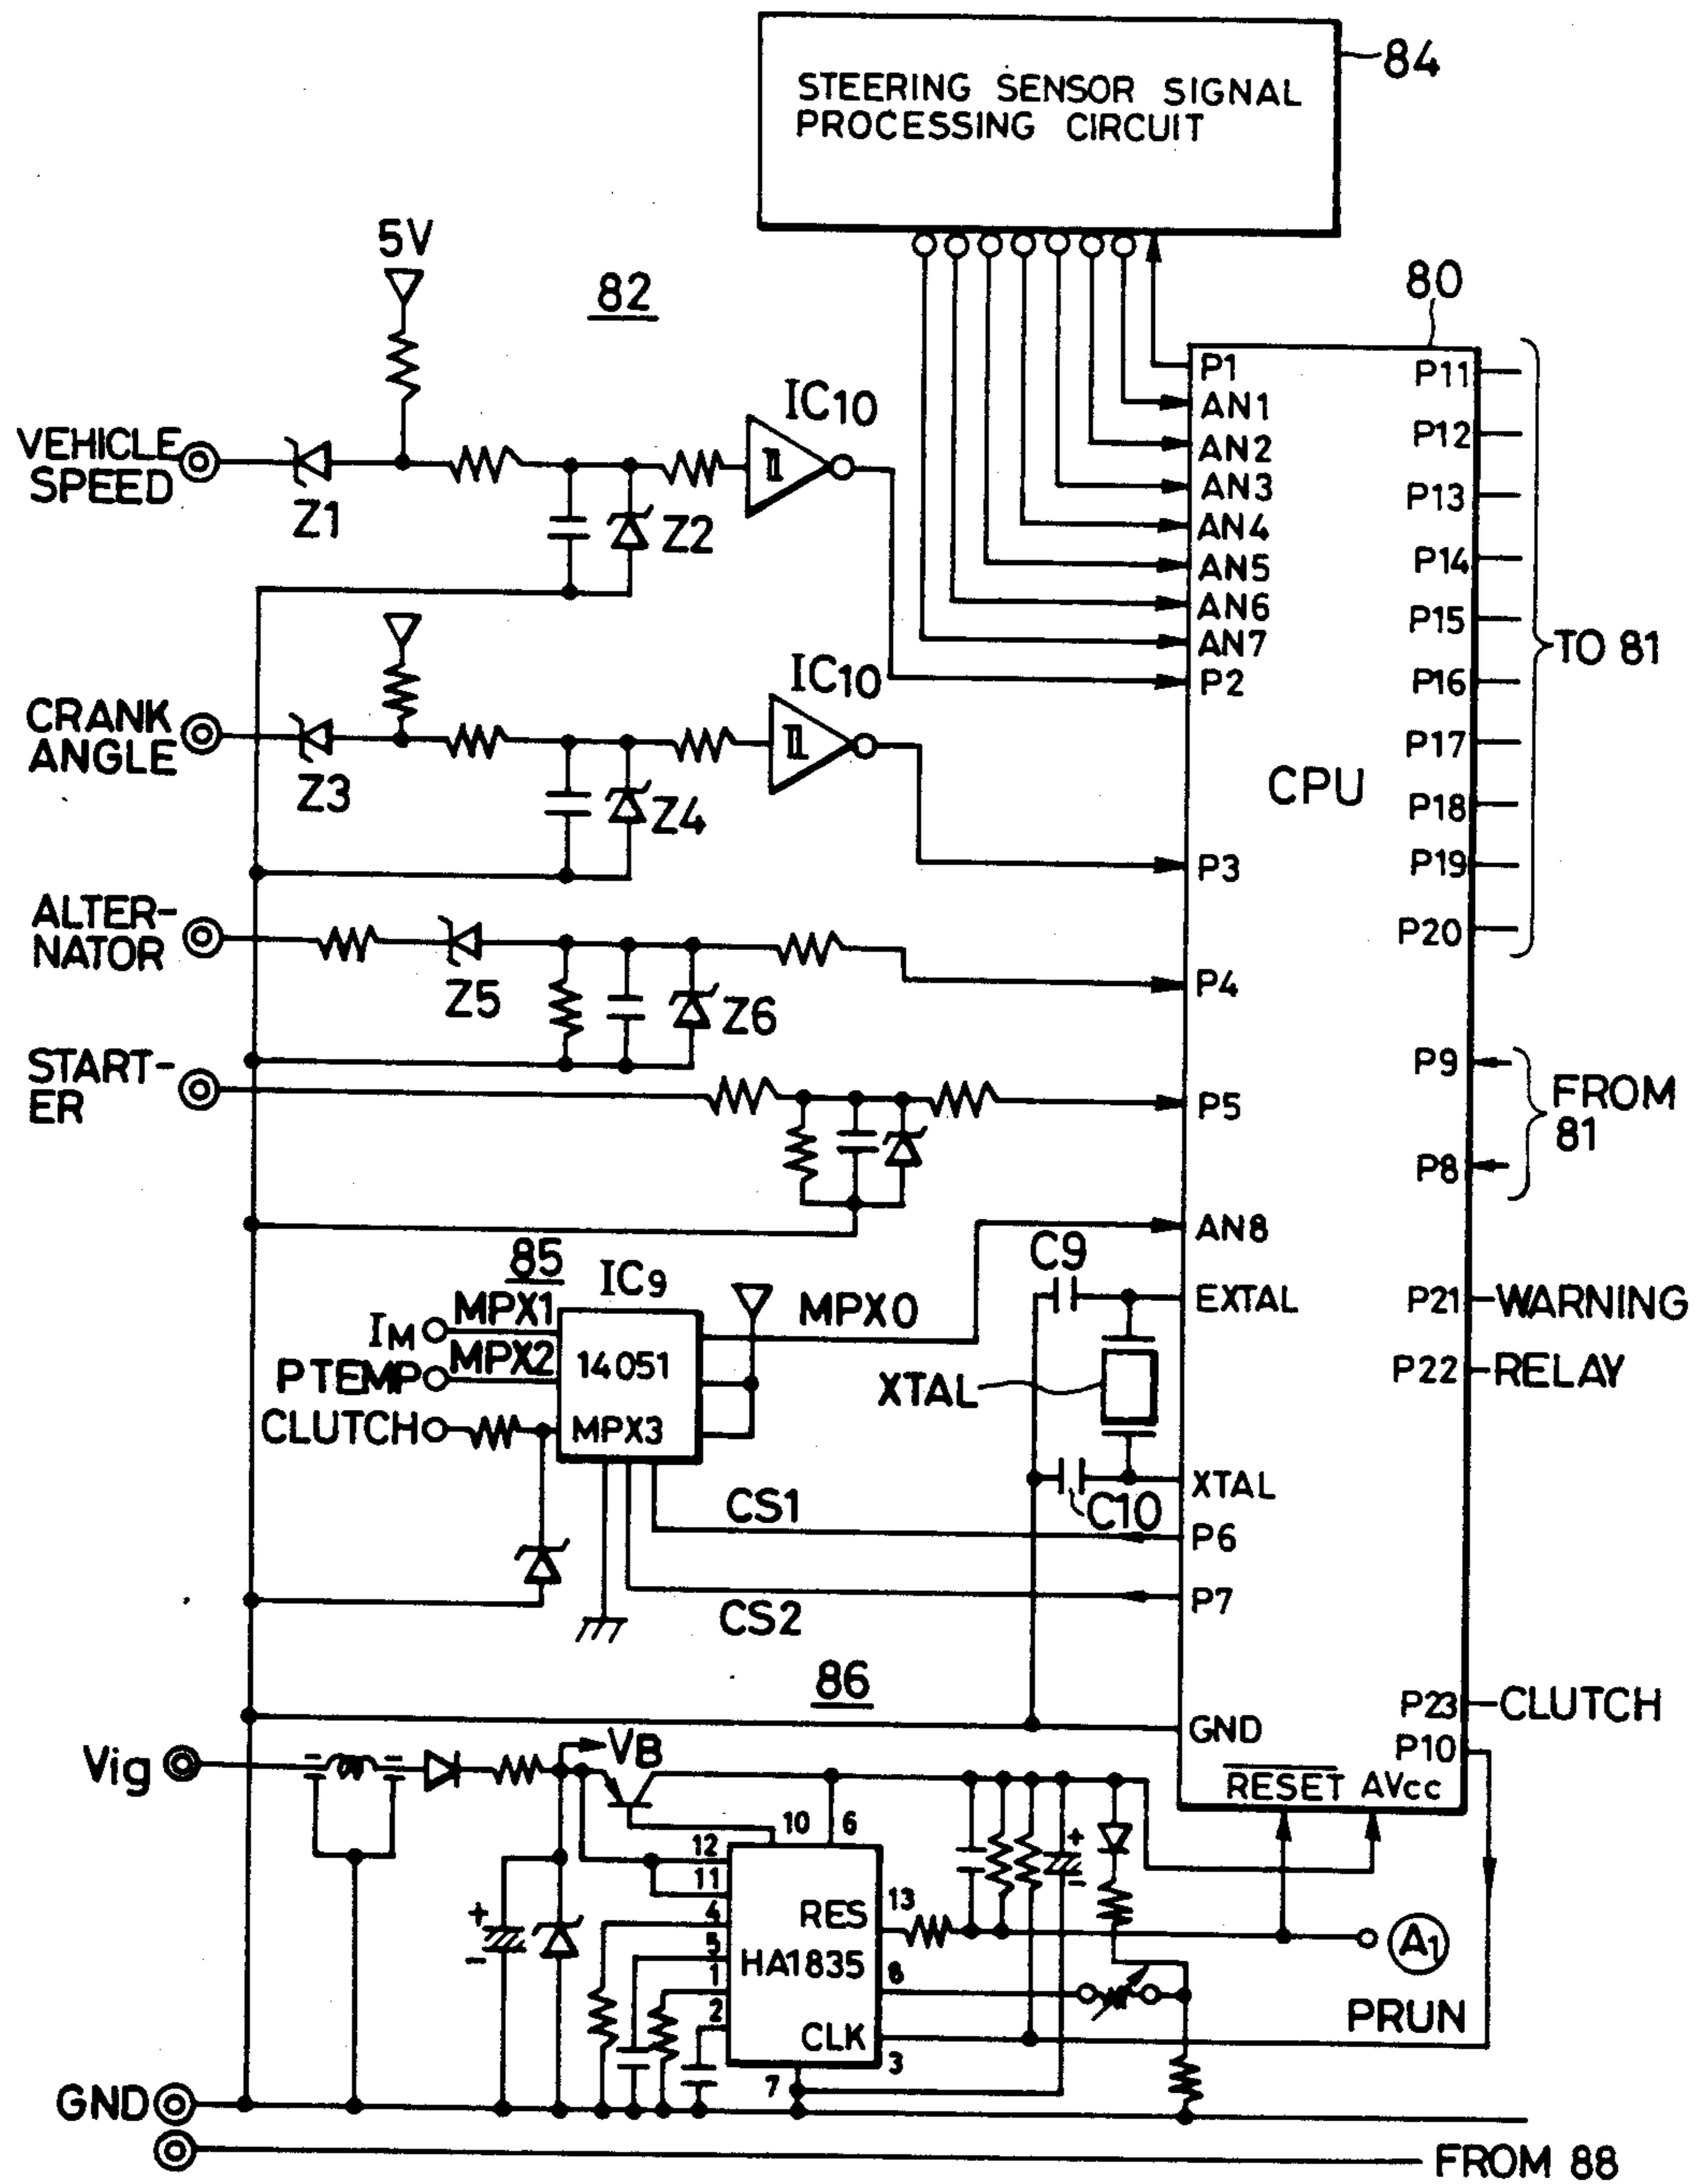 STEERING SENSOR SIGNAL
PROCESSING CIRCUIT
84
5V
82
80
VEHICLE
SPEED
Z1
Z2
IC10
P1
AN1
AN2
AN3
AN4
AN5
AN6
AN7
P2
P11
P12
P13
P14
P15
P16
P17
P18
P19
P20
TO 81
CRANK
ANGLE
Z3
Z4
IC10
CPU
P3
ALTER-
NATOR
Z5
Z6
P4
START-
ER
P5
P9
P8
FROM
81
85
IC9
IM
MPX1
PTEMP
MPX2
CLUTCH
14051
MPX3
MPX0
AN8
C9
EXTAL
XTAL
C10
XTAL
P21
WARNING
P22
RELAY
CS1
P6
CS2
P7
86
GND
P23
CLUTCH
P10
RESET AVcc
Vig
VB
10
6
12
11
4
5
1
2
RES
HA1835
CLK
13
8
3
7
A1
PRUN
GND
FROM 88